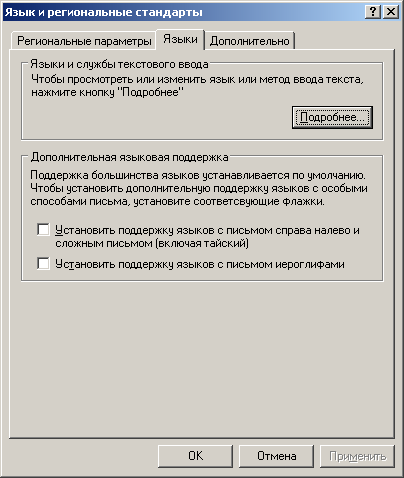 Язык и региональные стандарты
Региональные параметры Языки Дополнительно
Языки и службы текстового ввода
Чтобы просмотреть или изменить язык или метод ввода текста,
нажмите кнопку "Подробнее"
Подробнее...
Дополнительная языковая поддержка
Поддержка большинства языков устанавливается по умолчанию.
Чтобы установить дополнительную поддержку языков с особыми
способами письма, установите соответсвующие флажки.
Установить поддержку языков с письмом справа налево и
сложным письмом (включая тайский)
Установить поддержку языков с письмом иероглифами
OK Отмена Применить